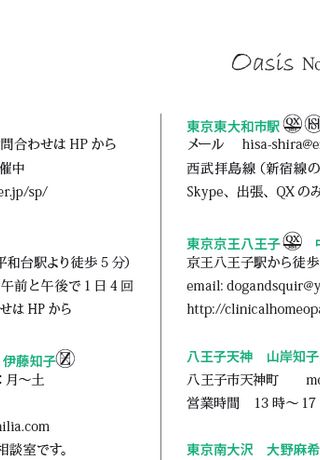 Oasis No
問合わせは HP から
催中
er.jp/sp/
平和台駅より徒歩 5 分）
午前と午後で 1 日 4 回
せは HP から
伊藤知子
：月～土
ilia.com
相談室です。
東京東大和市駅 QX
メール hisa-shira@e
西武拝島線（新宿線の
Skype、出張、QX のみ
東京京王八王子 QX
京王八王子駅から徒歩
email: dogandsquir@y
http://clinicalhomeopa
八王子天神 山岸知子
八王子市天神町 mo
営業時間 13 時～ 17
東京南大沢 大野麻希